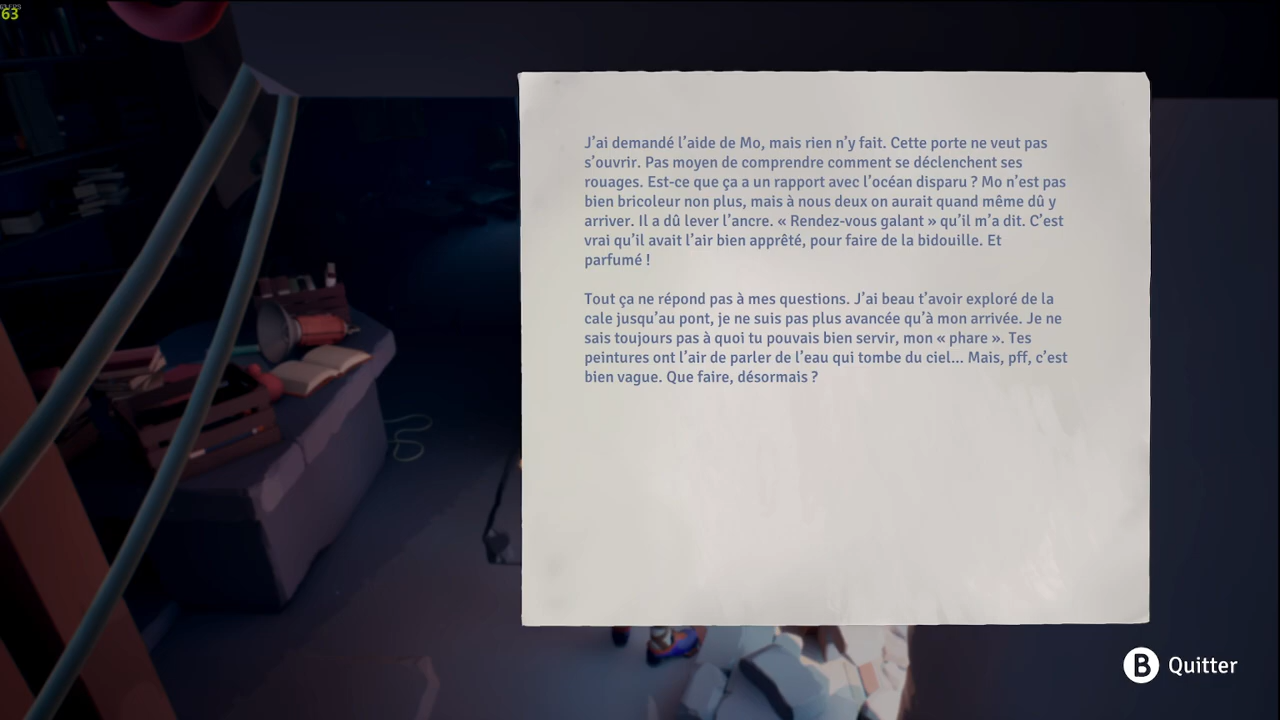 63
J’ai demandé l’aide de Mo, mais rien n’y fait. Cette porte ne veut pas
s’ouvrir. Pas moyen de comprendre comment se déclenchent ses
rouages. Est-ce que ça a un rapport avec l’océan disparu ? Mo n’est pas
bien bricoleur non plus, mais à nous deux on aurait quand même dû y
arriver. Il a dû lever l’ancre. « Rendez-vous galant » qu’il m’a dit. C’est
vrai qu’il avait l’air bien apprêté, pour faire de la bidouille. Et
parfumé !
Tout ça ne répond pas à mes questions. J’ai beau t’avoir exploré de la
cale jusqu’au pont, je ne suis pas plus avancée qu’à mon arrivée. Je ne
sais toujours pas à quoi tu pouvais bien servir, mon « phare ». Tes
peintures ont l’air de parler de l’eau qui tombe du ciel... Mais, pff, c’est
bien vague. Que faire, désormais ?
B Quitter